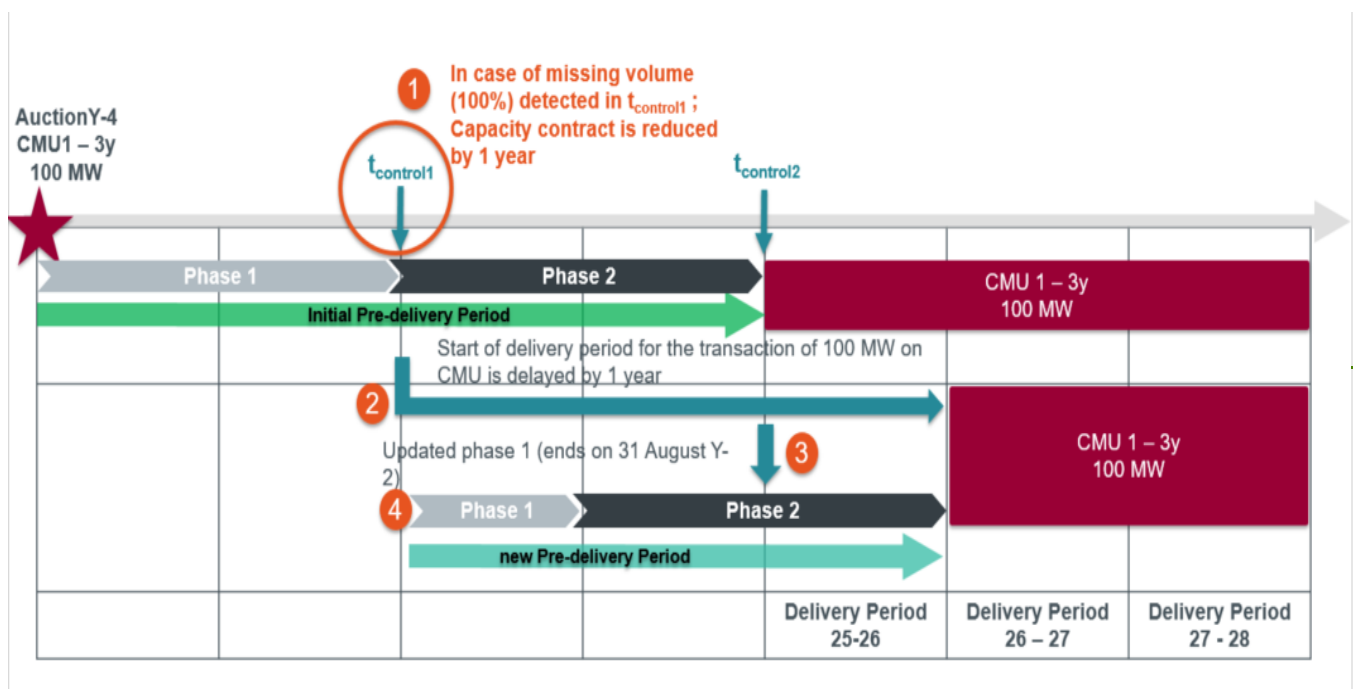 1
In case of missing volume
(100%) detected in tcontrol1 ;
Capacity contract is reduced
by 1 year
AuctionY-4
CMU1 – 3y
100 MW
tcontrol1
tcontrol2
Phase 1
Phase 2
CMU 1 – 3y
100 MW
Initial Pre-delivery Period
Start of delivery period for the transaction of 100 MW on
CMU is delayed by 1 year
2
CMU 1 – 3y
100 MW
Updated phase 1 (ends on 31 August Y-
2)
3
4
Phase 1
Phase 2
new Pre-delivery Period
Delivery Period
25-26
Delivery Period
26 – 27
Delivery Period
27 - 28